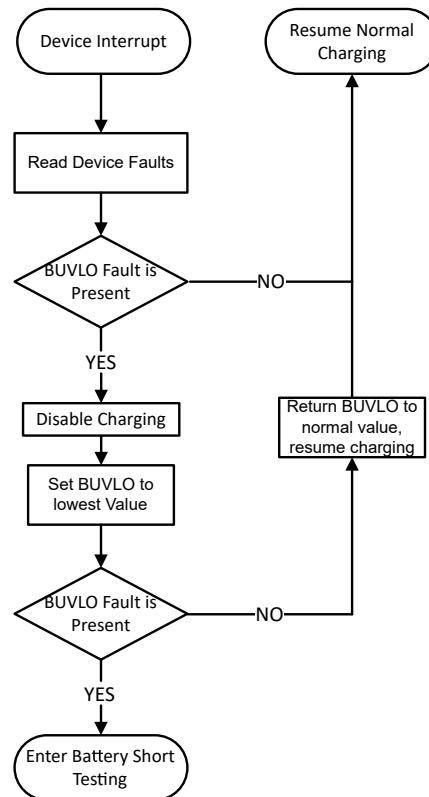 Device Interrupt
Resume Normal
Charging
Read Device Faults
BUVLO Fault is
Present
NO
YES
Disable Charging
Return BUVLO to
normal value,
resume charging
Set BUVLO to
lowest Value
BUVLO Fault is
Present
NO
YES
Enter Battery Short
Testing